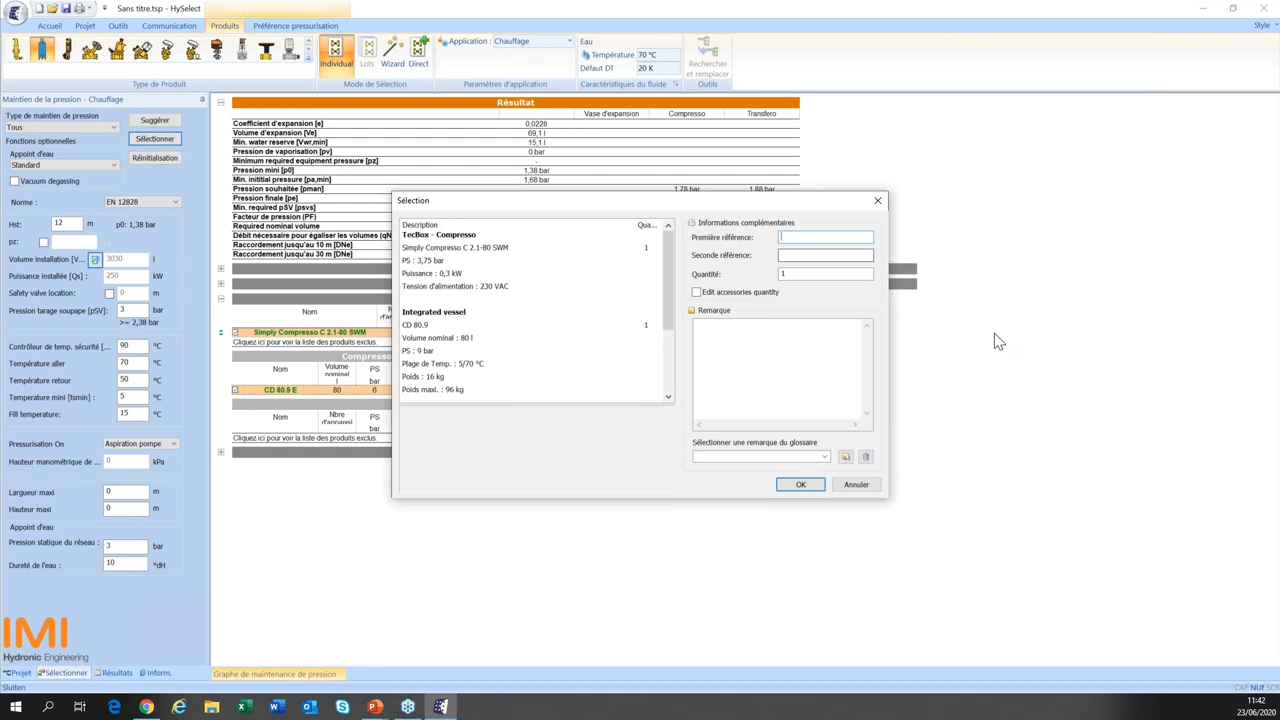 Sans titre.tsp - HySelect
Accueil Projet Outils Communication Produits Préférence pressurisation
Style
Individual Lots Wizard Direct
Application : Chauffage
Eau
Température 70 °C
Défaut DT 20 K
Rechercher et remplacer
Type de Produit Mode de Sélection Paramètres d'application Caractéristiques du fluide Outils
Maintien de la pression - Chauffage
Type de maintien de pression
Tous
Suggérer
Fonctions optionnelles
Sélectionner
Appoint d'eau
Standard
Réinitialisation
Vacuum degassing
Norme : EN 12828
Hst: 12 m p0: 1,38 bar
pz:
Volume installation [V... 3030 l
Puissance installée [Qs] : 250 kW
Safety valve location: 0 m
Pression tarage soupape [pSV] 3 bar
>= 2,38 bar
Contrôleur de temp. sécurité [... 90 °C
Température aller 70 °C
Température retour 50 °C
Temperature mini [tsmin] : 5 °C
Fill temperature: 15 °C
Pressurisation On Aspiration pompe
Hauteur manométrique de ... 0 kPa
Largueur maxi 0 m
Hauteur maxi 0 m
Appoint d'eau
Pression statique du réseau : 3 bar
Dureté de l'eau : 10 °dH
IMI
Hydronic Engineering
Projet Sélectionner Résultats Inform.
Sluiten
Résultat
Vase d'expansion Compresso Transfero
Coefficient d'expansion [e] 0,0228
Volume d'expansion [Ve] 69,1 l
Min. water reserve [Vwr,min] 15,1 l
Pression de vaporisation [pv] 0 bar
Minimum required equipment pressure [pz] -
Pression mini [p0] 1,38 bar
Min. inititial pressure [pa,min] 1,68 bar
Pression souhaitée [pman] 1,78 bar 1,88 bar
Pression finale [pe]
Min. required pSV [psvs]
Facteur de pression (PF)
Required nominal volume
Débit nécessaire pour égaliser les volumes (qN
Raccordement jusqu'au 10 m [DNe]
Raccordement jusqu'au 30 m [DNe]
Nom
Simply Compresso C 2.1-80 SWM
Cliquez ici pour voir la liste des produits exclus.
Compresso
Nom Volume nominal l PS bar
CD 80.9 E 80 6
Nom Nbre d'appareil PS bar
Cliquez ici pour voir la liste des produits exclus.
Graphe de maintenance de pression
Sélection
Description Qua...
TecBox - Compresso
Simply Compresso C 2.1-80 SWM 1
PS : 3,75 bar
Puissance : 0,3 kW
Tension d'alimentation : 230 VAC
Integrated vessel
CD 80.9 1
Volume nominal : 80 l
PS : 9 bar
Plage de Temp. : 5/70 °C
Poids : 16 kg
Poids maxi. : 96 kg
Informations complémentaires
Première référence:
Seconde référence:
Quantité: 1
Edit accessories quantity
Remarque
Sélectionner une remarque du glossaire
OK Annuler
CAP NUM SCR
11:42
23/06/2020